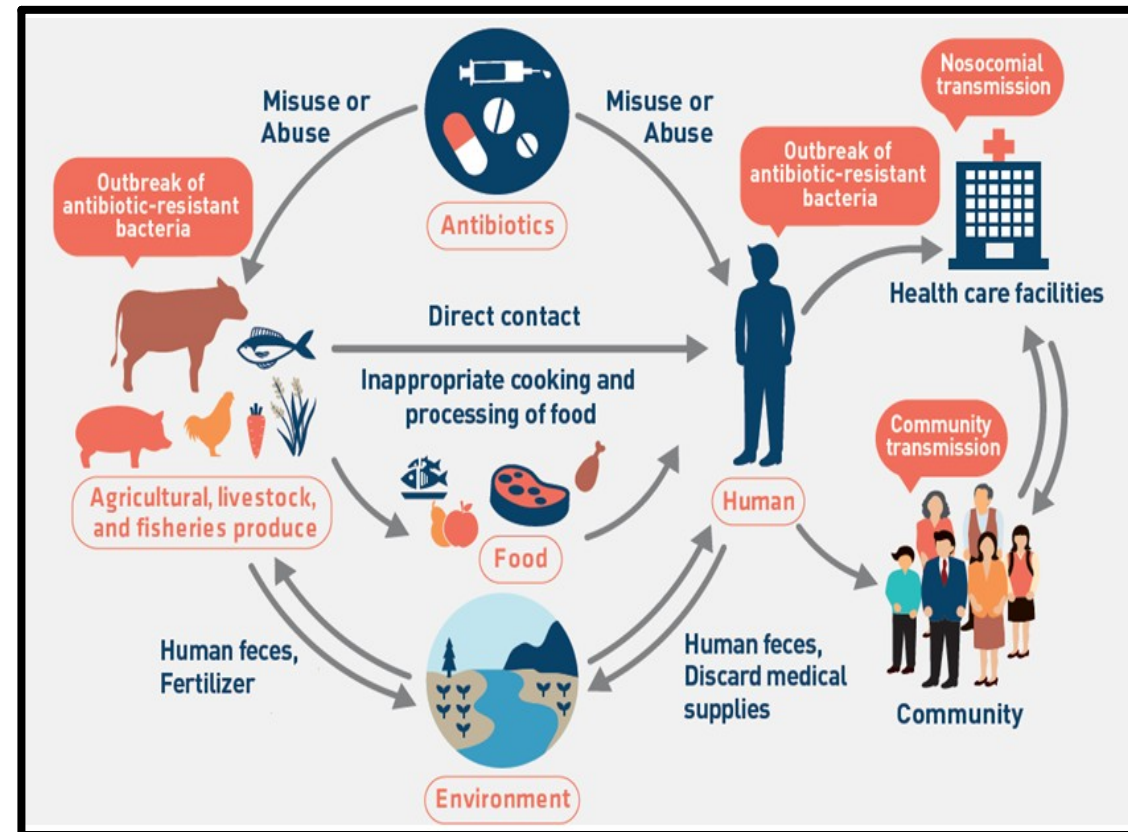 Nosocomial
transmission
Misuse or
Abuse
Misuse or
Abuse
Outbreak of
antibiotic-resistant
bacteria
Outbreak of
antibiotic-resistant
bacteria
Antibiotics
Health care facilities
Direct contact
Inappropriate cooking and
processing of food
Community
transmission
Agricultural, livestock,
and fisheries produce
Human
Food
Human feces,
Fertilizer
Human feces,
Discard medical
supplies
Community
Environment